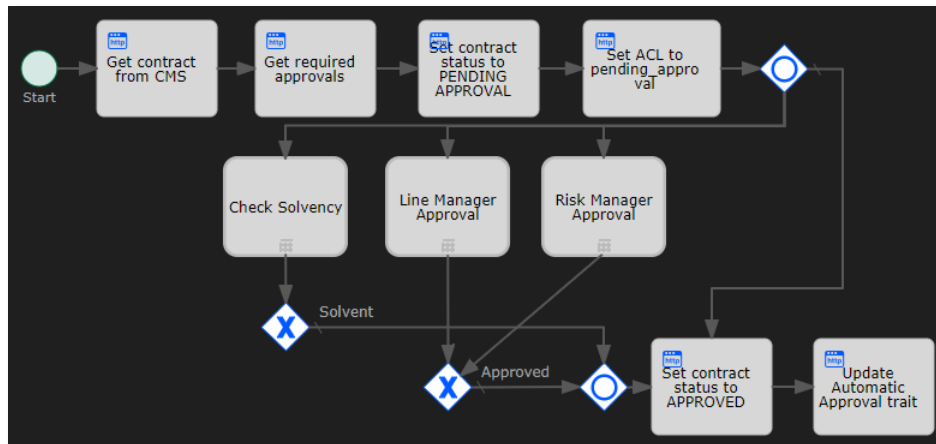 http
Get contract
from CMS
http
Get required
approvals
http
Set contract
status to
PENDING
APPROVAL
Set ACL to
pending_appro
val
http
Start
Check Solvency
Line Manager
Approval
Risk Manager
Approval
Solvent
X
Approved
X
http
Set contract
status to
APPROVED
http
Update
Automatic
Approval trait